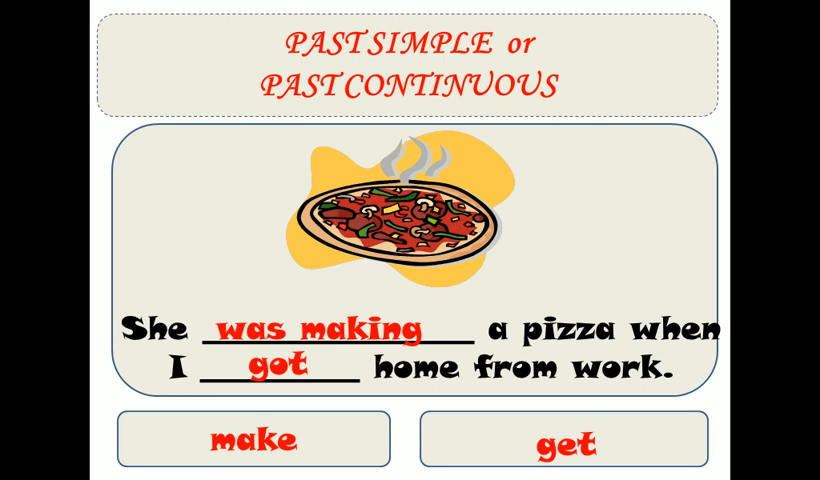 PAST SIMPLE or
PAST CONTINUOUS
She was making a pizza when
I got home from work.
make
get